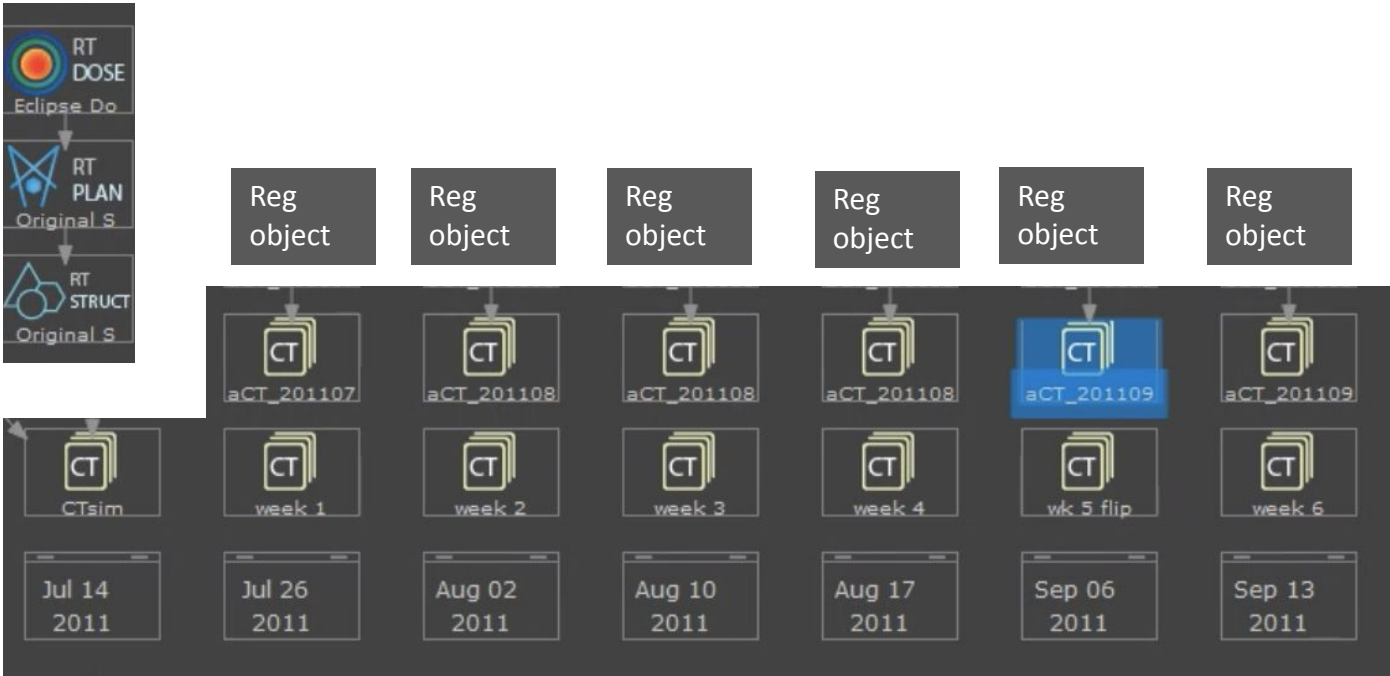 RT
DOSE
Eclipse Do
RT
PLAN
Original S
RT
STRUCT
Original S
Reg
object
Reg
object
Reg
object
Reg
object
Reg
object
Reg
object
CT
aCT_201107
CT
aCT_201108
CT
aCT_201108
CT
aCT_201108
CT
aCT_201109
CT
aCT_201109
CT
CTsim
CT
week 1
CT
week 2
CT
week 3
CT
week 4
CT
wk 5 flip
CT
week 6
Jul 14
2011
Jul 26
2011
Aug 02
2011
Aug 10
2011
Aug 17
2011
Sep 06
2011
Sep 13
2011